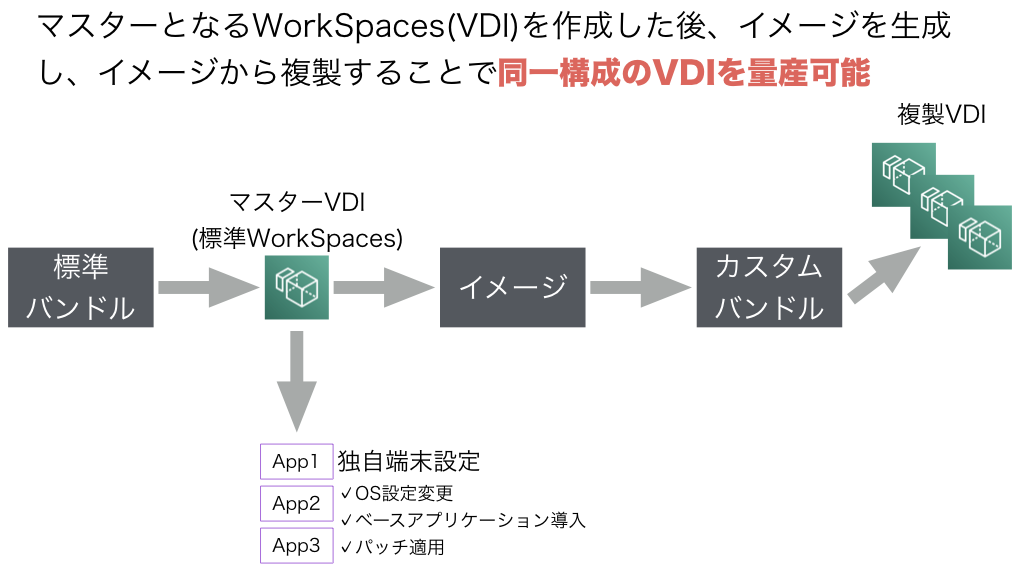 マスターとなるWorkSpaces(VDI)を作成した後、イメージを生成
し、イメージから複製することで同一構成のVDIを量産可能
複製VDI
マスターVDI
(標準WorkSpaces)
標準
バンドル
イメージ
カスタム
バンドル
App1
独自端末設定
App2
✓OS設定変更
✓ベースアプリケーション導入
App3
✓パッチ適用